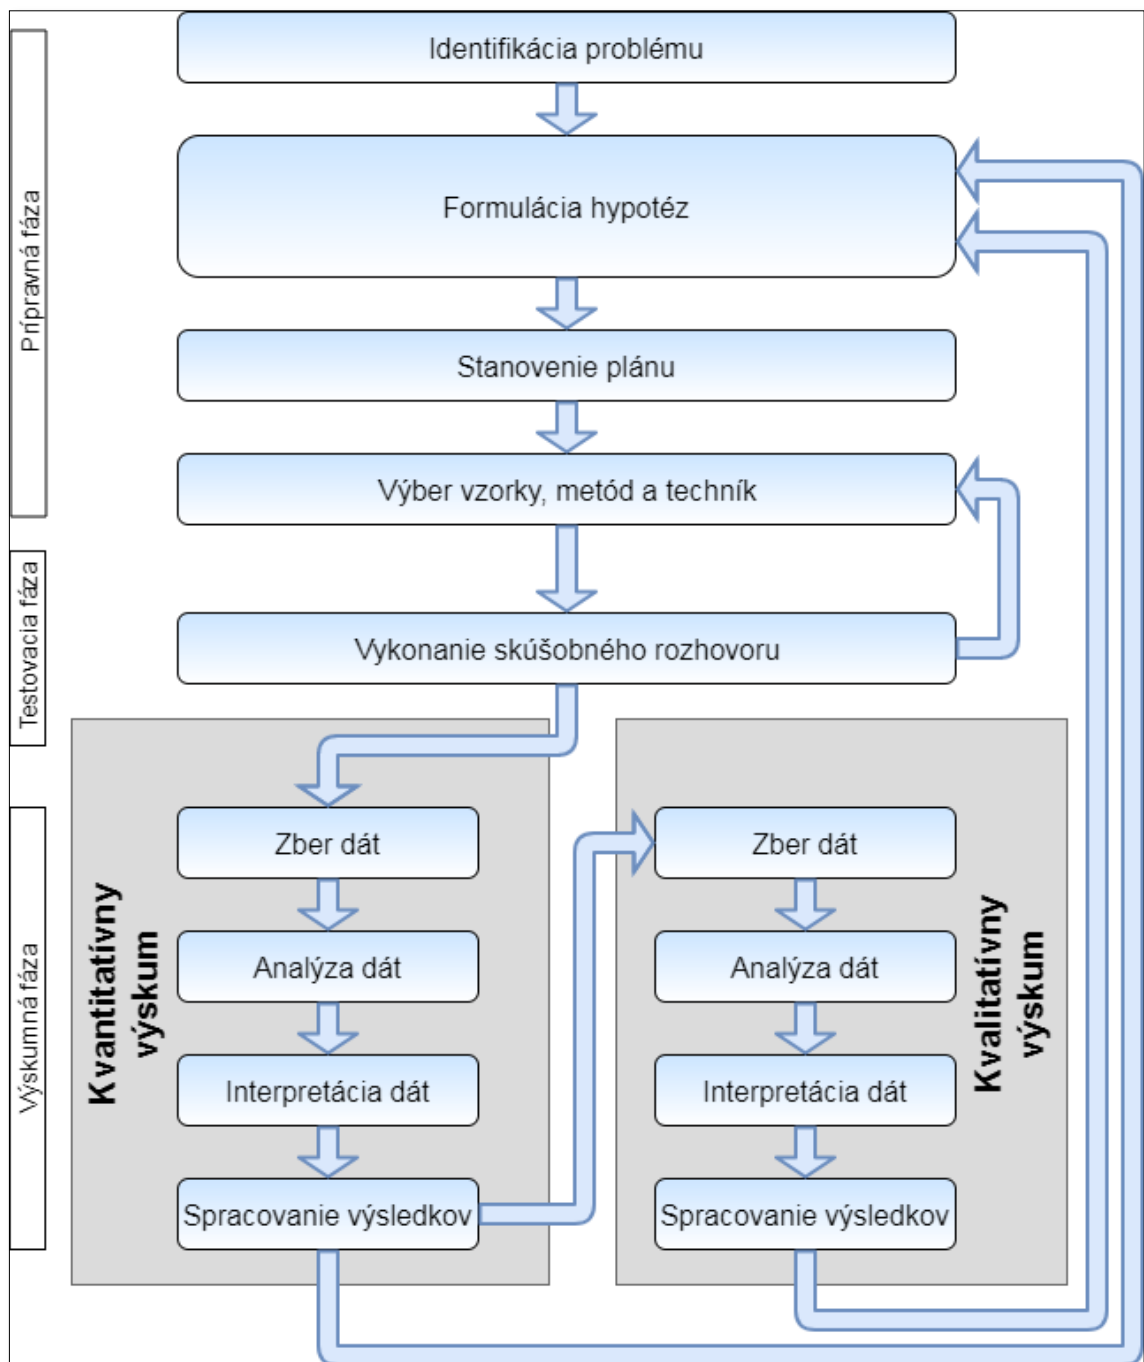 Prípravná fáza
Identifikácia problému
Formulácia hypotéz
Stanovenie plánu
Výber vzorky, metód a techník
Testovacia fáza
Vykonanie skúšobného rozhovoru
Výskumná fáza
Kvantitatívny
výskum
Zber dát
Analýza dát
Interpretácia dát
Spracovanie výsledkov
Zber dát
Analýza dát
Interpretácia dát
Spracovanie výsledkov
Kvalitatívny
výskum